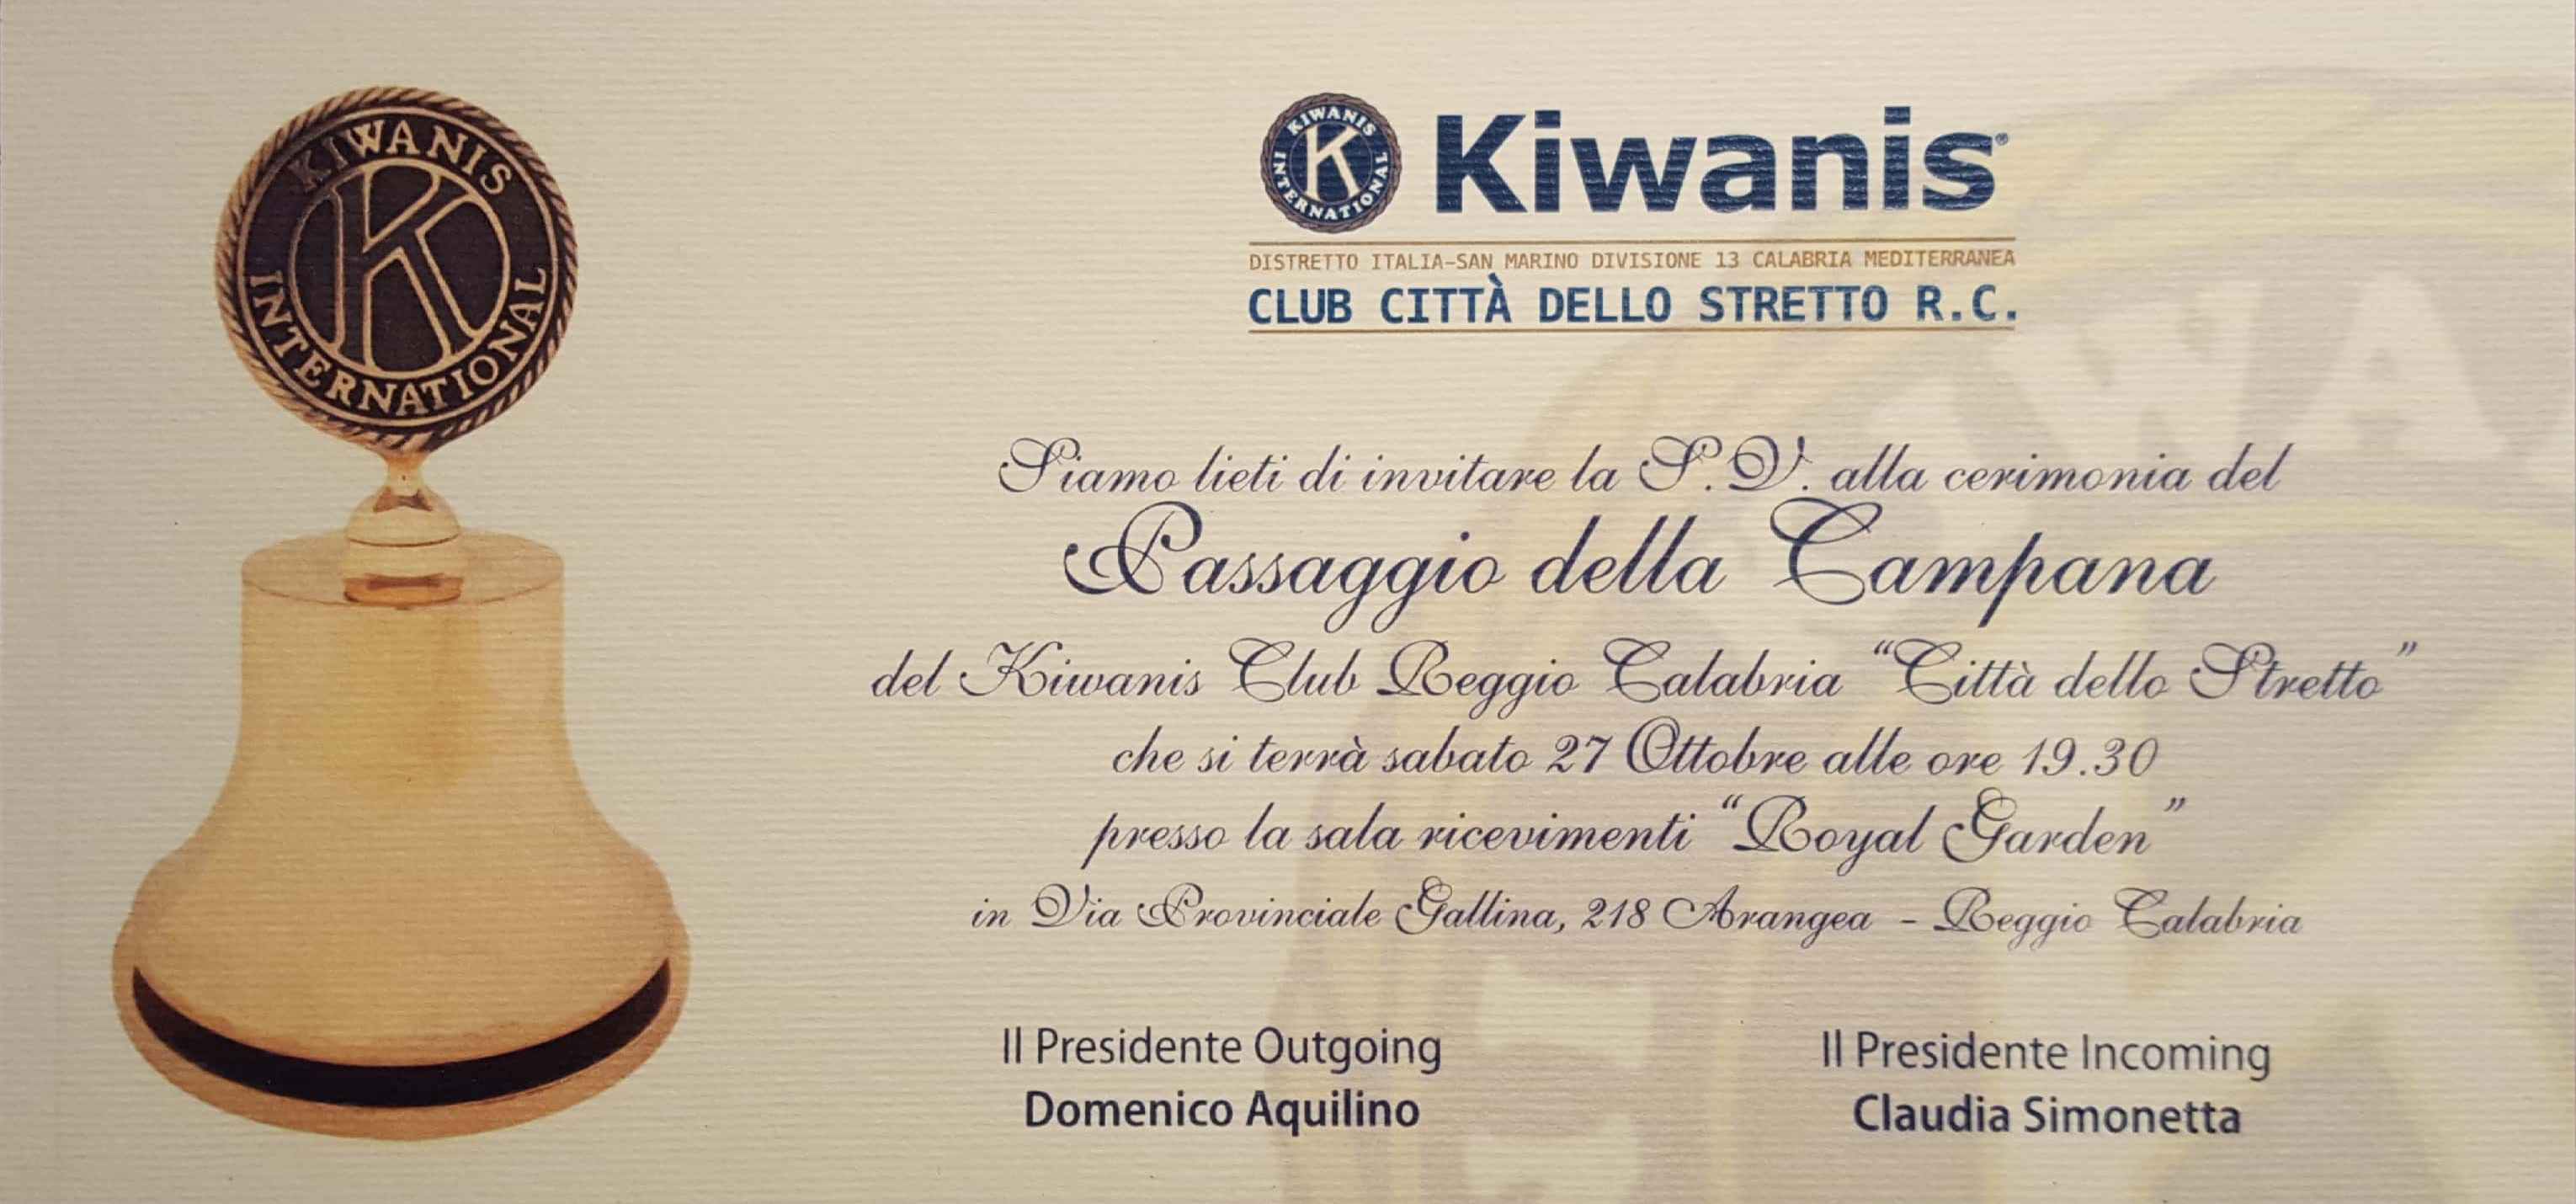 KIWANIS
K
INTERNATIONAL
KIWANIS
K
INTERNATIONAL
Kiwanis®
DISTRETTO ITALIA-SAN MARINO DIVISIONE 13 CALABRIA MEDITERRANEA
CLUB CITTÀ DELLO STRETTO R.C.
Siamo lieti di invitare la S.V. alla cerimonia del
Passaggio della Campana
del Kiwanis Club Reggio Calabria "Città dello Stretto"
che si terrà sabato 27 Ottobre alle ore 19.30
presso la sala ricevimenti "Royal Garden"
in Via Provinciale Gallina, 218 Arangea - Reggio Calabria
Il Presidente Outgoing
Domenico Aquilino
Il Presidente Incoming
Claudia Simonetta